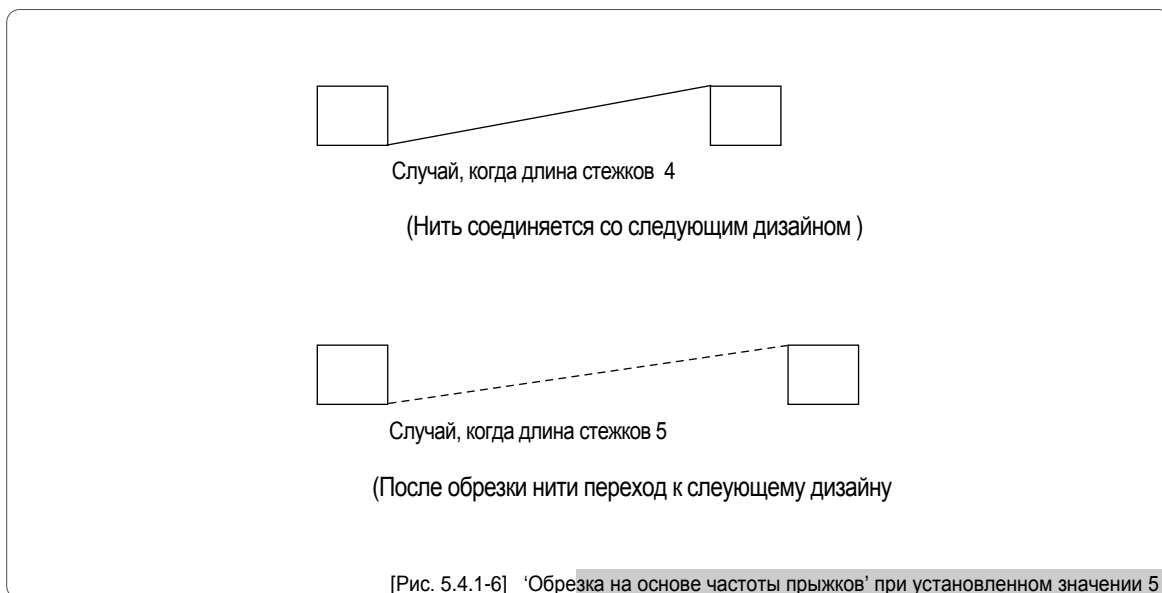 Случай, когда длина стежков 4
(Нить соединяется со следующим дизайном )
Случай, когда длина стежков 5
(После обрезки нити переход к слеующему дизайну
[Рис. 5.4.1-6] ‘Обрезка на основе частоты прыжков’ при установленном значении 5